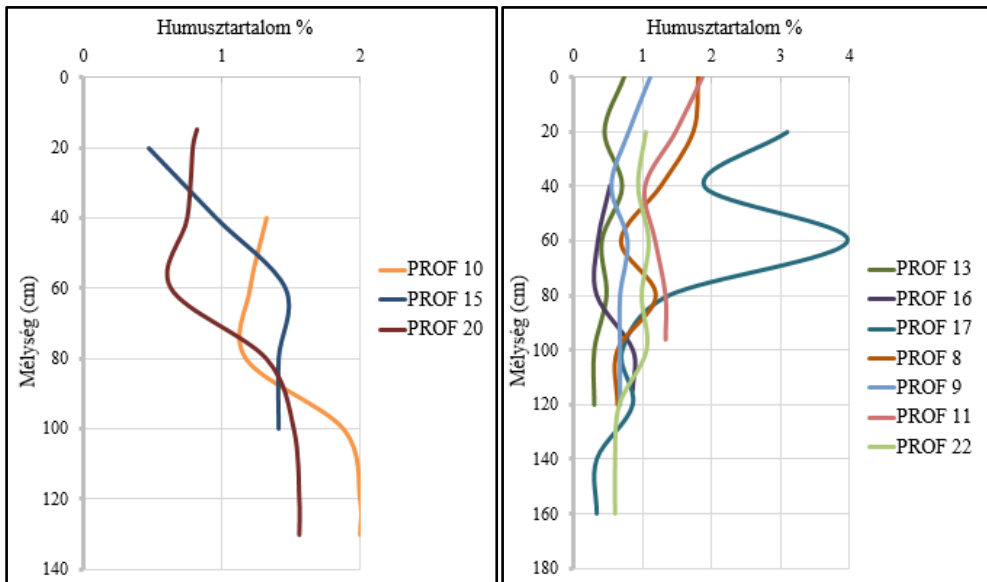 Humusztartalom %
0 1 2
0
20
40
60
80
100
120
140
Mélység (cm)
PROF 10
PROF 15
PROF 20
Humusztartalom %
0 1 2 3 4
0
20
40
60
80
100
120
140
160
180
Mélység (cm)
PROF 13
PROF 16
PROF 17
PROF 8
PROF 9
PROF 11
PROF 22